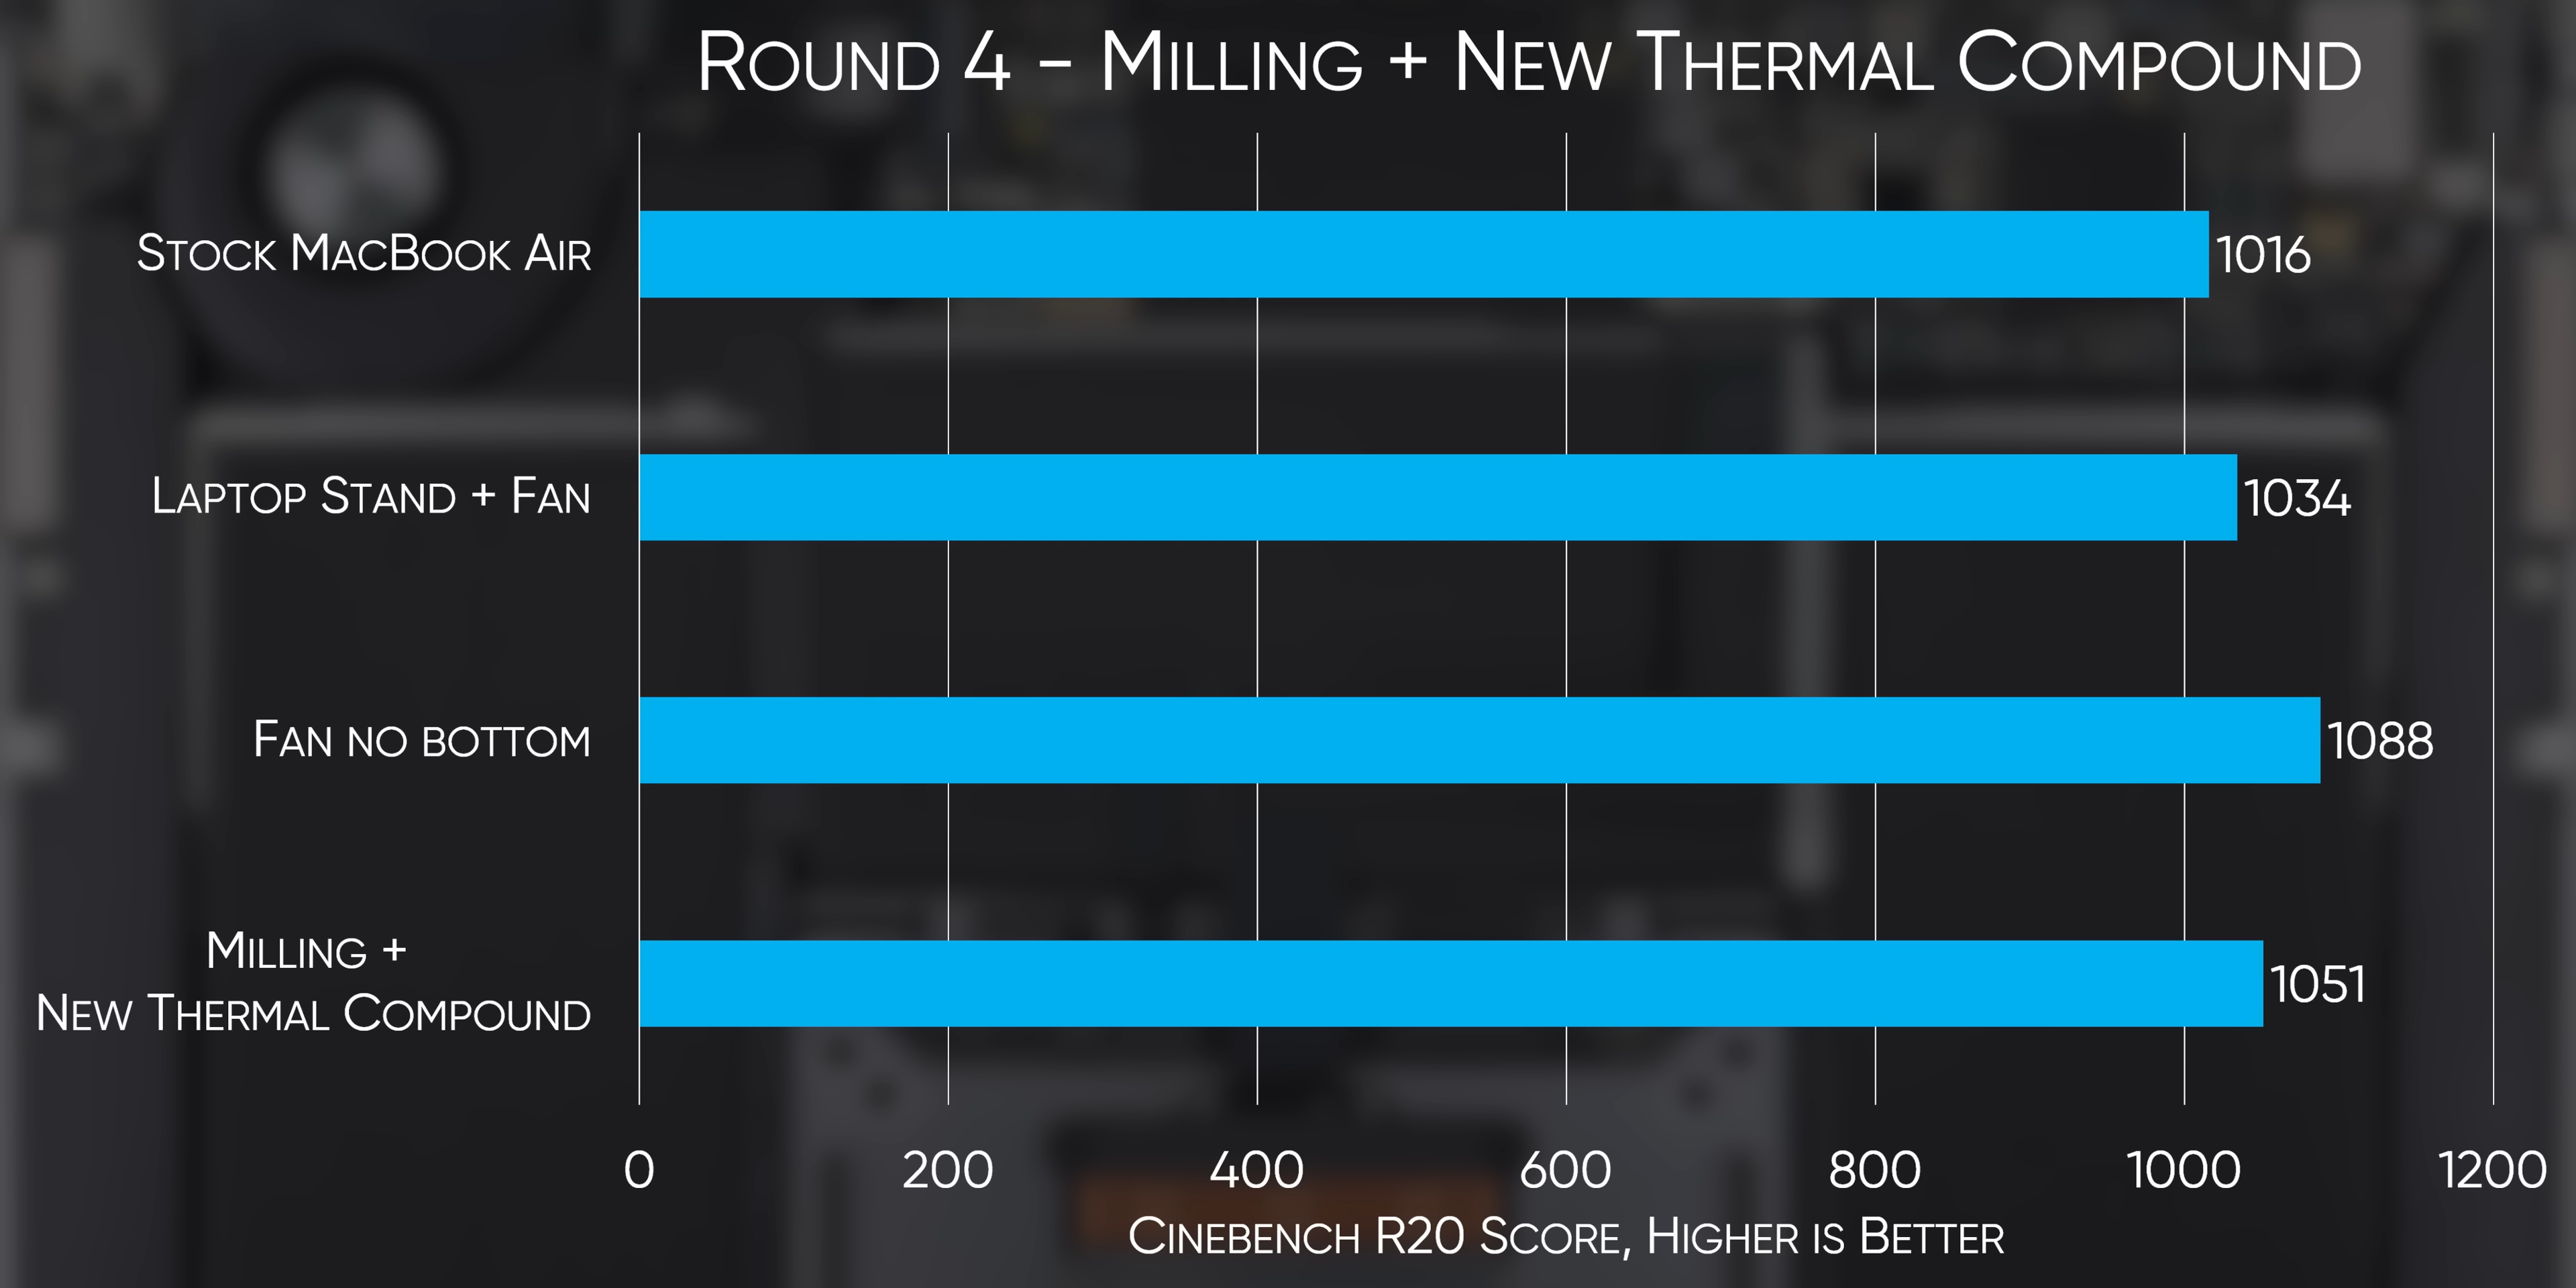 Round 4 - Milling + New Thermal Compound
Stock MacBook Air
1016
Laptop Stand + Fan
1034
Fan no bottom
1088
Milling +
New Thermal Compound
1051
0 200 400 600 800 1000 1200
Cinebench R20 Score, Higher is Better